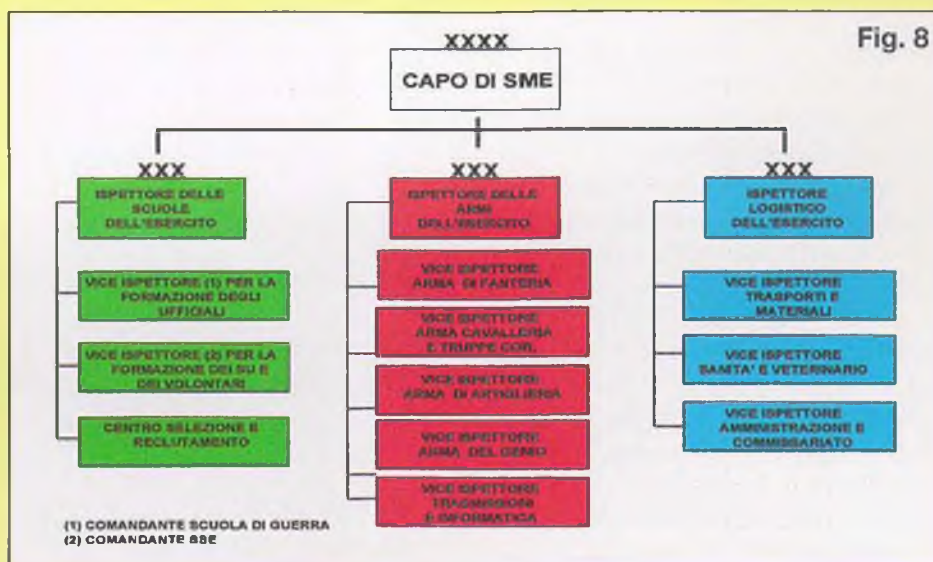 Fig. 8
XXXX
CAPO DI SME
XXX
ISPETTORE DELLE
SCUOLE
DELL'ESERCITO
VICE ISPETTORE (1) PER LA
FORMAZIONE DEGLI
UFFICIALI
VICE ISPETTORE (2) PER LA
FORMAZIONE DEI SU E
DEI VOLONTARI
CENTRO SELEZIONE E
RECLUTAMENTO
XXX
ISPETTORE DELLE
ARMI
DELL'ESERCITO
VICE ISPETTORE
ARMA DI FANTERIA
VICE ISPETTORE
ARMA CAVALLERIA
E TRUPPE COR.
VICE ISPETTORE
ARMA DI ARTIGLIERIA
VICE ISPETTORE
ARMA DEL GENIO
VICE ISPETTORE
TRASMISSIONI
E INFORMATICA
XXX
ISPETTORE
LOGISTICO
DELL'ESERCITO
VICE ISPETTORE
TRASPORTI E
MATERIALI
VICE ISPETTORE
SANITA' E VETERINARIO
VICE ISPETTORE
AMMINISTRAZIONE E
COMMISSARIATO
(1) COMANDANTE SCUOLA DI GUERRA
(2) COMANDANTE SSE